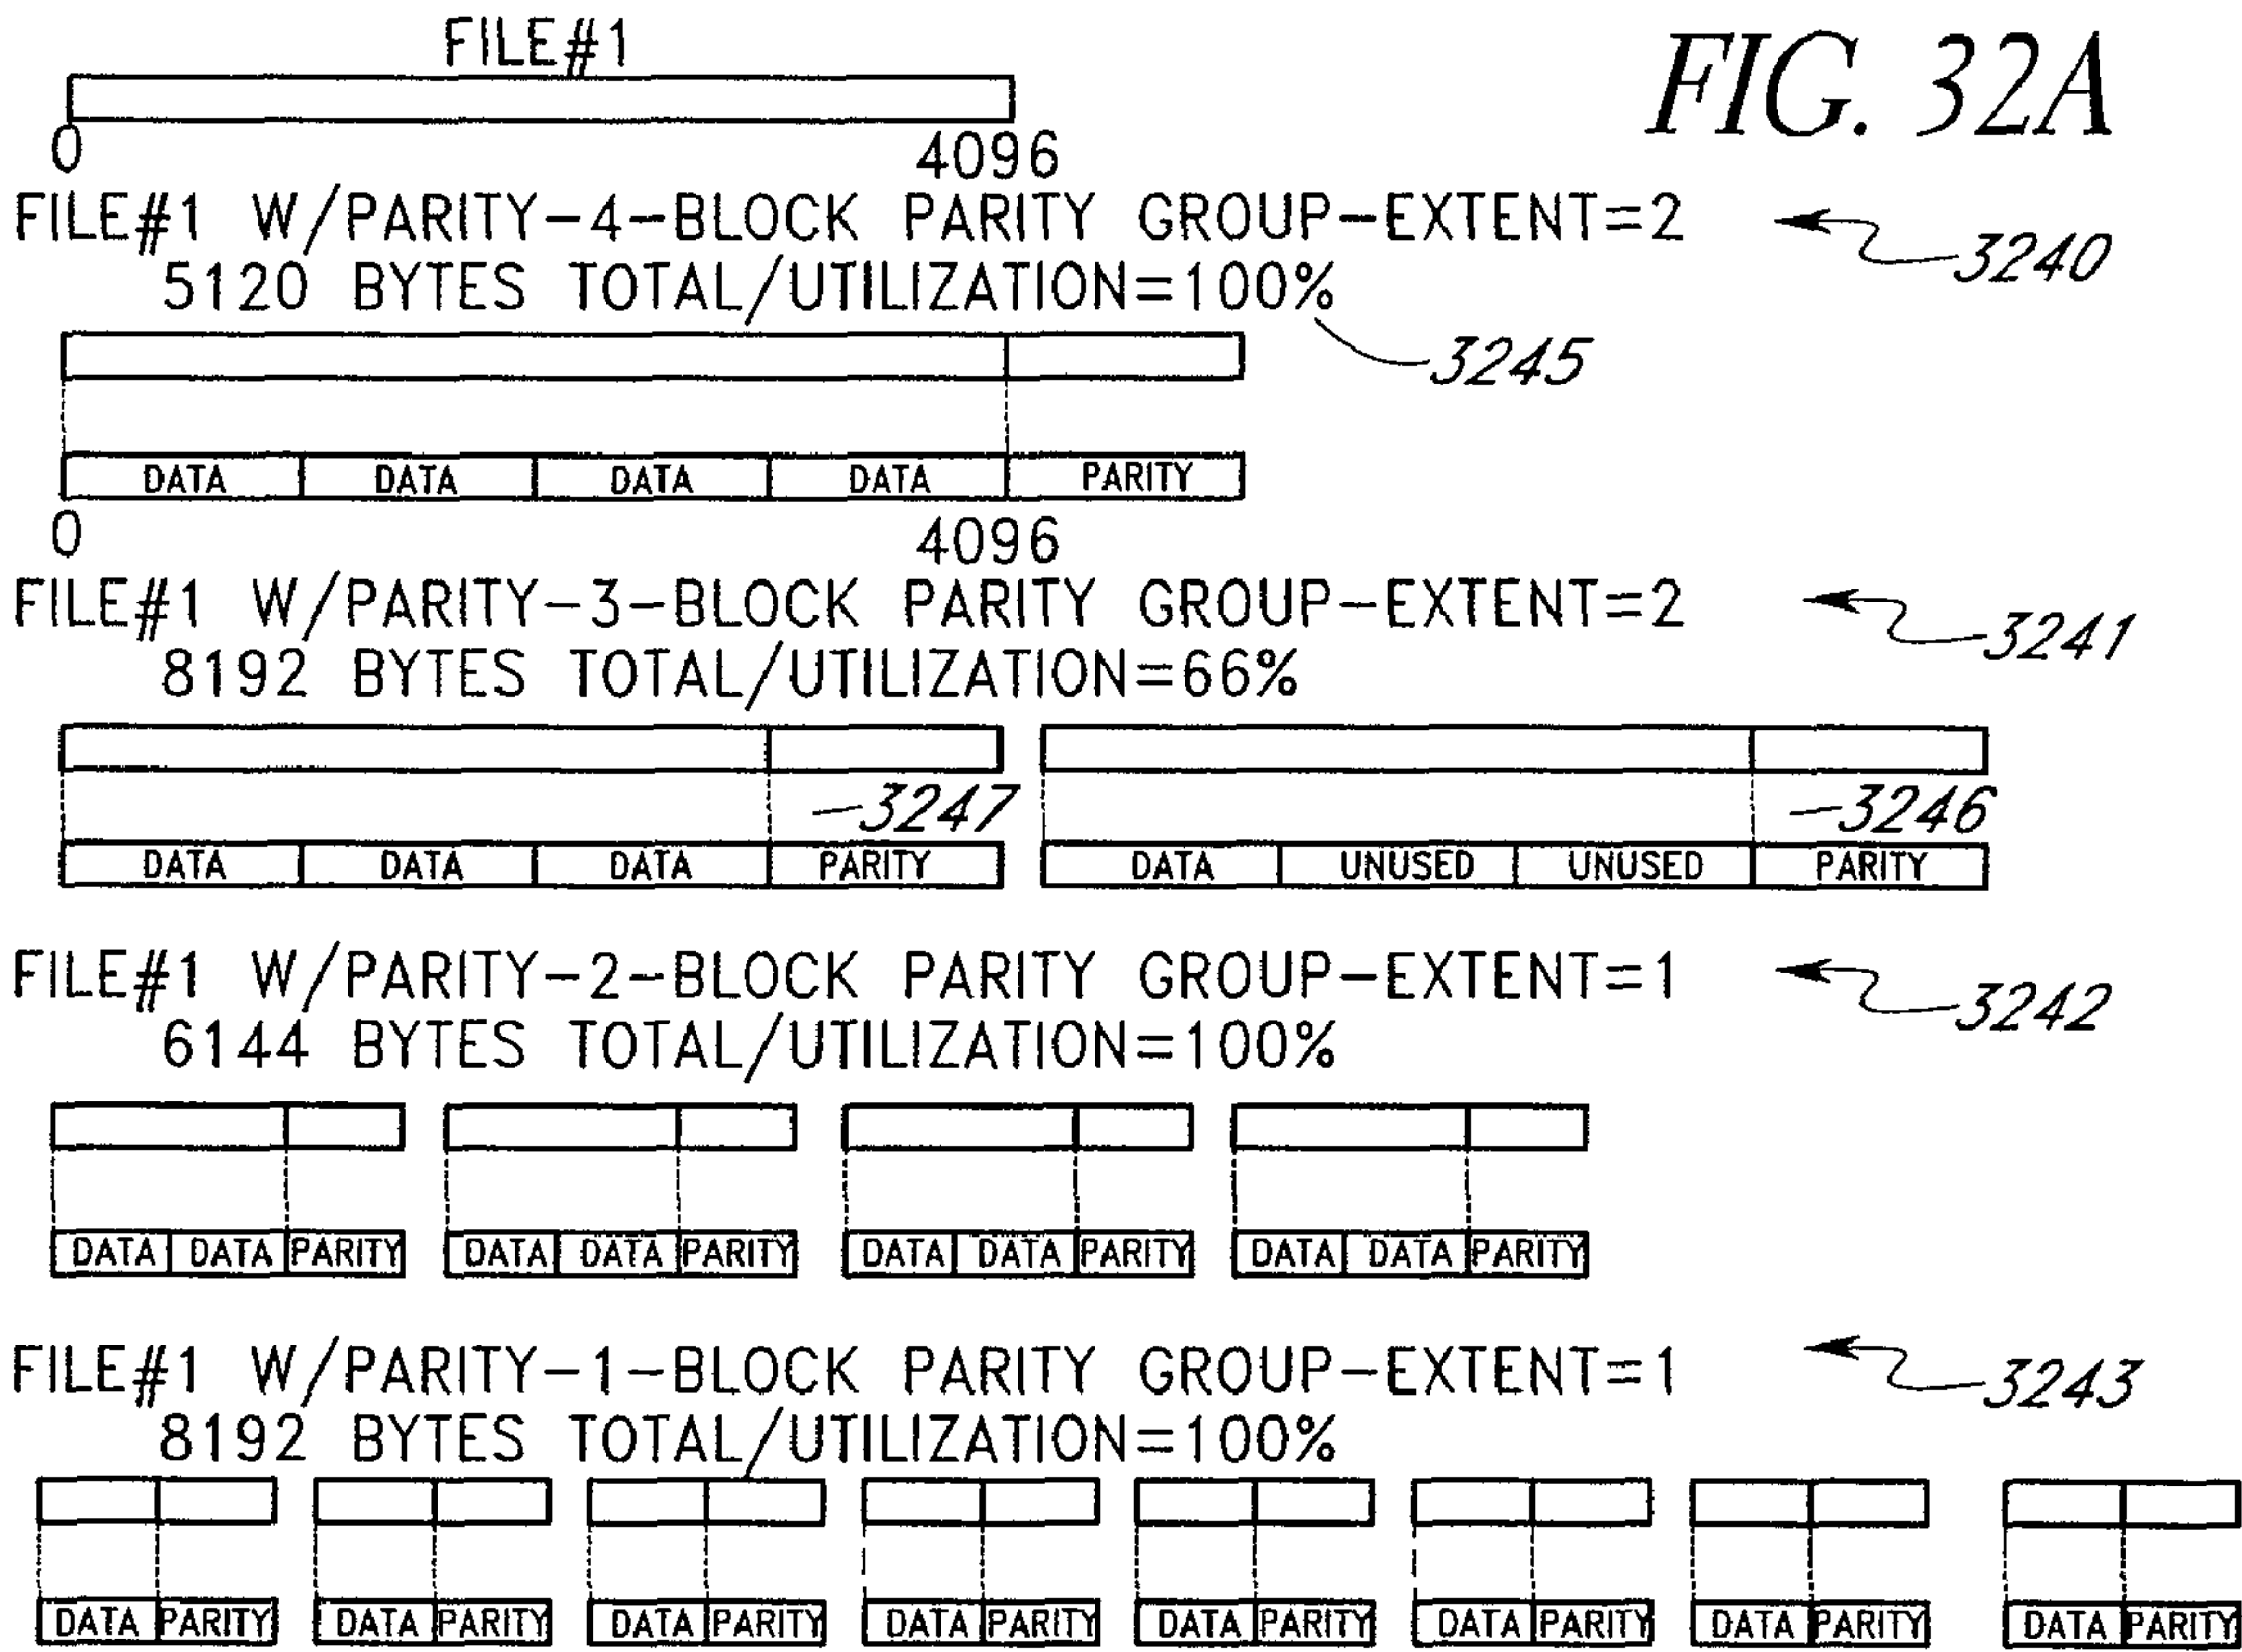 FILE#1
FIG. 32A
0 4096
FILE#1 W/PARITY-4-BLOCK PARITY GROUP-EXTENT=2
3240
5120 BYTES TOTAL/UTILIZATION=100%
3245
DATA DATA DATA DATA PARITY
0 4096
FILE#1 W/PARITY-3-BLOCK PARITY GROUP-EXTENT=2
3241
8192 BYTES TOTAL/UTILIZATION=66%
3247 3246
DATA DATA DATA PARITY DATA UNUSED UNUSED PARITY
FILE#1 W/PARITY-2-BLOCK PARITY GROUP-EXTENT=1
3242
6144 BYTES TOTAL/UTILIZATION=100%
DATA DATA PARITY DATA DATA PARITY DATA DATA PARITY DATA DATA PARITY
FILE#1 W/PARITY-1-BLOCK PARITY GROUP-EXTENT=1
3243
8192 BYTES TOTAL/UTILIZATION=100%
DATA PARITY DATA PARITY DATA PARITY DATA PARITY DATA PARITY DATA PARITY DATA PARITY DATA PARITY